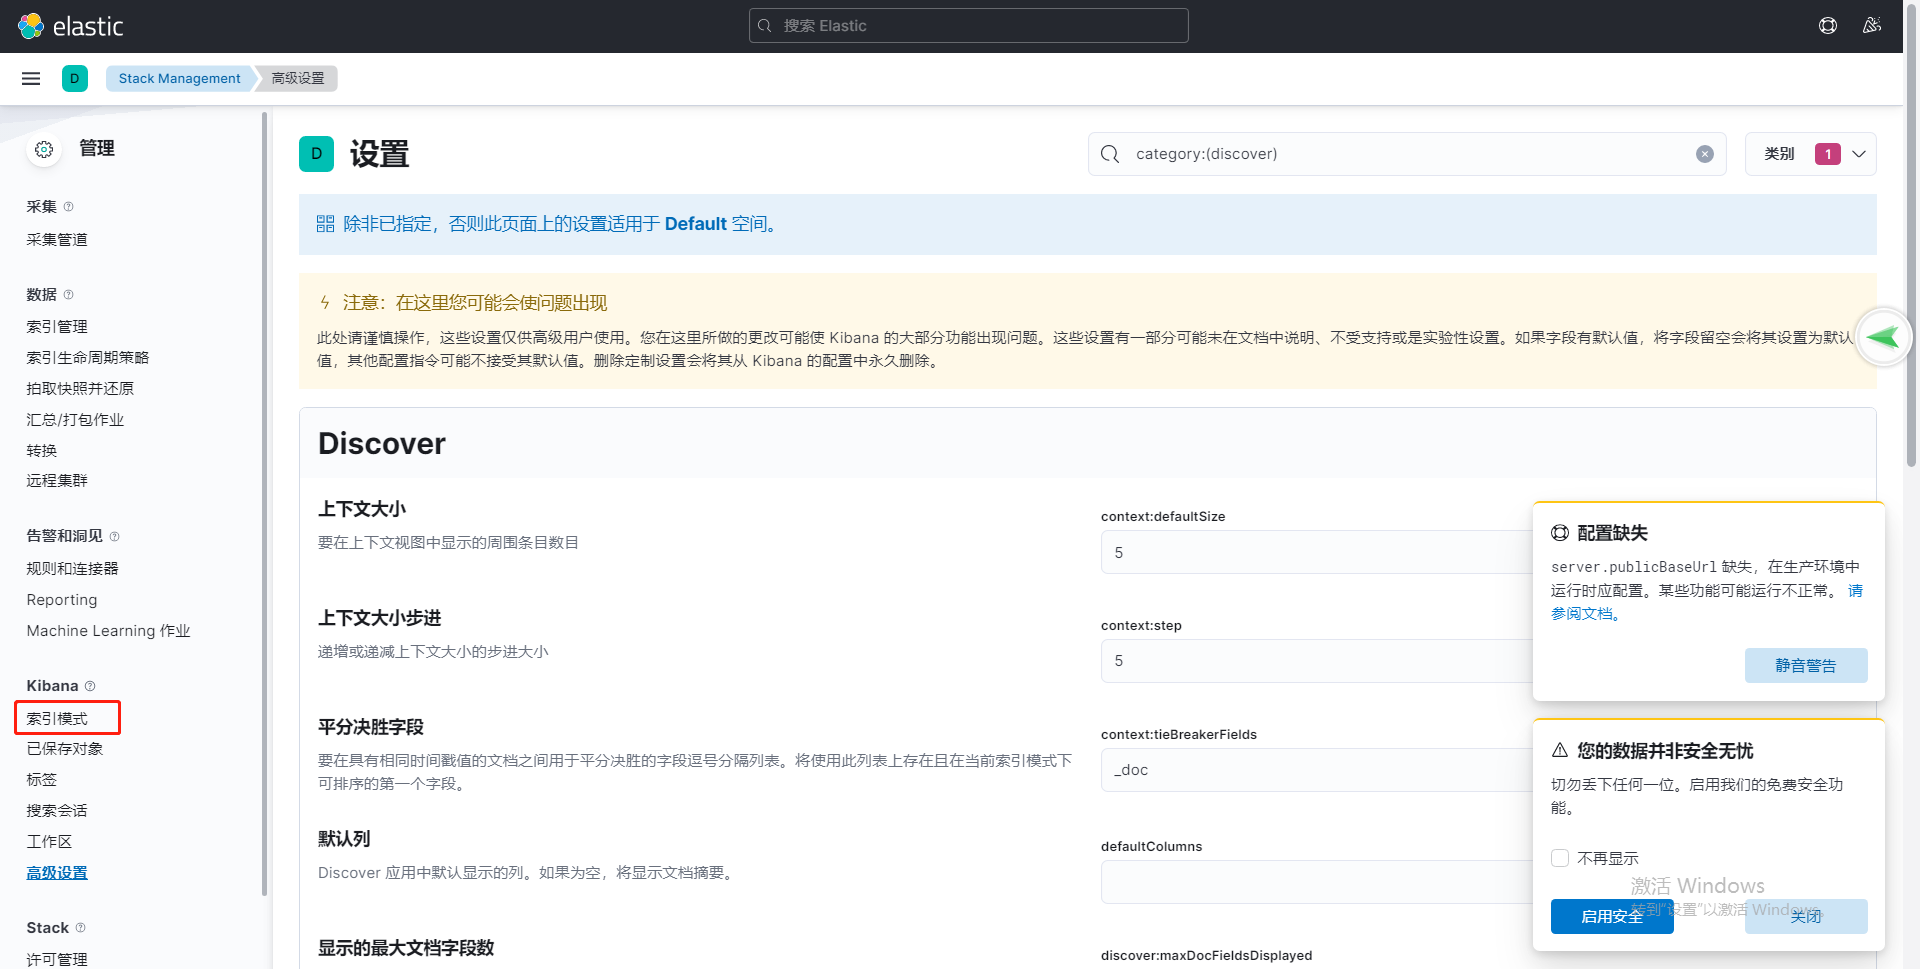 elastic
搜索 Elastic
D
Stack Management
高级设置
管理
采集
采集管道
数据
索引管理
索引生命周期策略
拍取快照并还原
汇总/打包作业
转换
远程集群
告警和洞见
规则和连接器
Reporting
Machine Learning 作业
Kibana
索引模式
已保存对象
标签
搜索会话
工作区
高级设置
Stack
许可管理
D
设置
category:(discover)
类别
1
除非已指定，否则此页面上的设置适用于 Default 空间。
注意：在这里您可能会使问题出现
此处请谨慎操作，这些设置仅供高级用户使用。您在这里所做的更改可能使 Kibana 的大部分功能出现问题。这些设置有一部分可能未在文档中说明、不受支持或是实验性设置。如果字段有默认值，将字段留空会将其设置为默认
值，其他配置指令可能不接受其默认值。删除定制设置会将其从 Kibana 的配置中永久删除。
Discover
上下文大小
要在上下文视图中显示的周围条目数目
context:defaultSize
5
上下文大小步进
递增或递减上下文大小的步进大小
context:step
5
平分决胜字段
要在具有相同时间戳值的文档之间用于平分决胜的字段逗号分隔列表。将使用此列表上存在且在当前索引模式下
可排序的第一个字段。
context:tieBreakerFields
_doc
默认列
Discover 应用中默认显示的列。如果为空，将显示文档摘要。
defaultColumns
显示的最大文档字段数
discover:maxDocFieldsDisplayed
配置缺失
server.publicBaseUrl 缺失，在生产环境中
运行时应配置。某些功能可能运行不正常。 请
参阅文档。
静音警告
您的数据并非安全无忧
切勿丢下任何一位。启用我们的免费安全功
能。
不再显示
激活 Windows
转到"设置"以激活 Windows。
启用安全
关闭